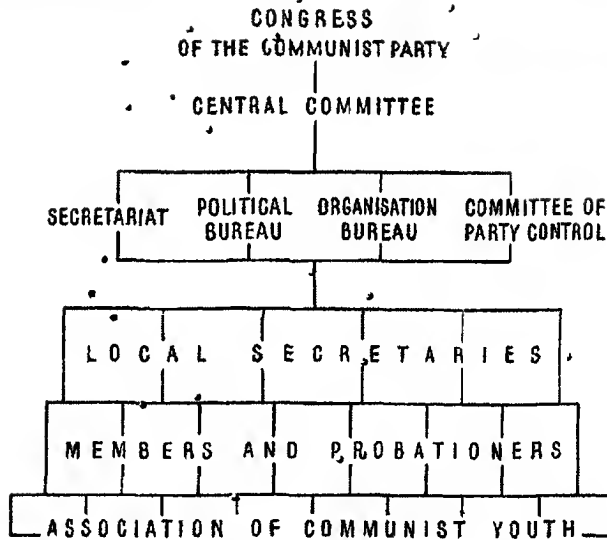 CONGRESS
OF THE COMMUNIST PARTY
CENTRAL COMMITTEE
SECRETARIAT POLITICAL BUREAU ORGANISATION BUREAU COMMITTEE OF PARTY CONTROL
LOCAL SECRETARIES
MEMBERS AND PROBATIONERS
ASSOCIATION OF COMMUNIST YOUTH